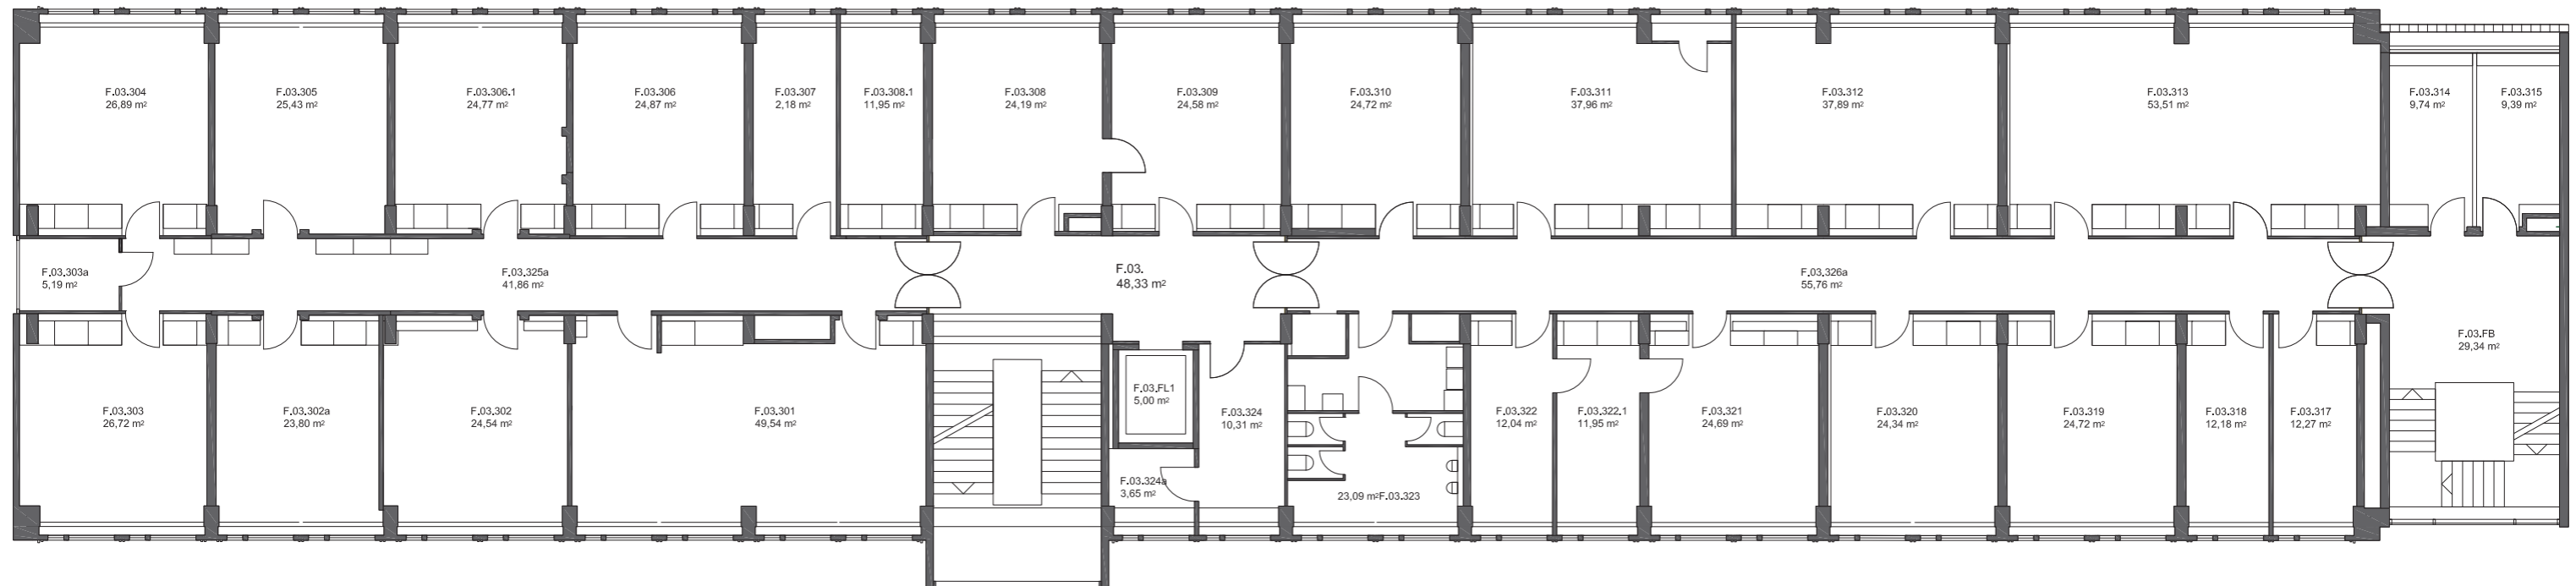 F.03.304
26,89 m²
F.03.305
25,43 m²
F.03.306.1
24,77 m²
F.03.306
24,87 m²
F.03.307
2,18 m²
F.03.308.1
11,95 m²
F.03.308
24,19 m²
F.03.309
24,58 m²
F.03.310
24,72 m²
F.03.311
37,96 m²
F.03.312
37,89 m²
F.03.313
53,51 m²
F.03.314
9,74 m²
F.03.315
9,39 m²
F.03.303a
5,19 m²
F.03.325a
41,86 m²
F.03.
48,33 m²
F.03.326a
55,76 m²
F.03.FB
29,34 m²
F.03.303
26,72 m²
F.03.302a
23,80 m²
F.03.302
24,54 m²
F.03.301
49,54 m²
F.03.FL1
5,00 m²
F.03.324
10,31 m²
F.03.324a
3,65 m²
23,09 m²F.03.323
F.03.322
12,04 m²
F.03.322.1
11,95 m²
F.03.321
24,69 m²
F.03.320
24,34 m²
F.03.319
24,72 m²
F.03.318
12,18 m²
F.03.317
12,27 m²